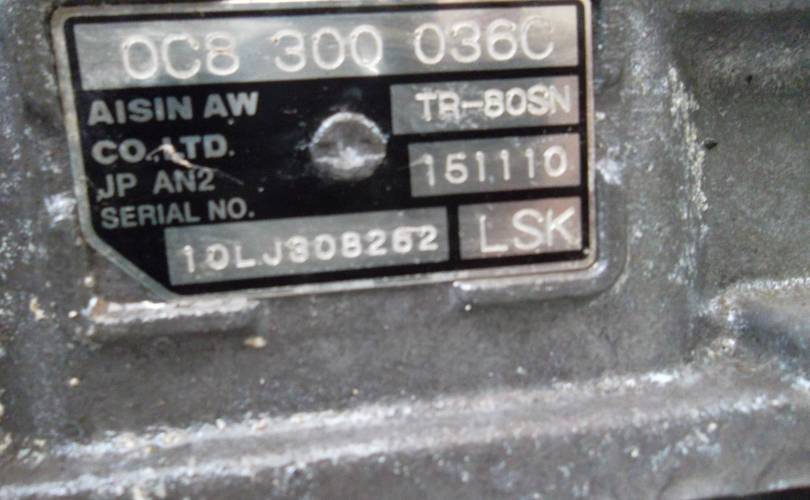 0C8 300 036C
AISIN AW
CO.,LTD.
TR-80SN
JP AN2
151110
SERIAL NO.
10LJ308262
LSK